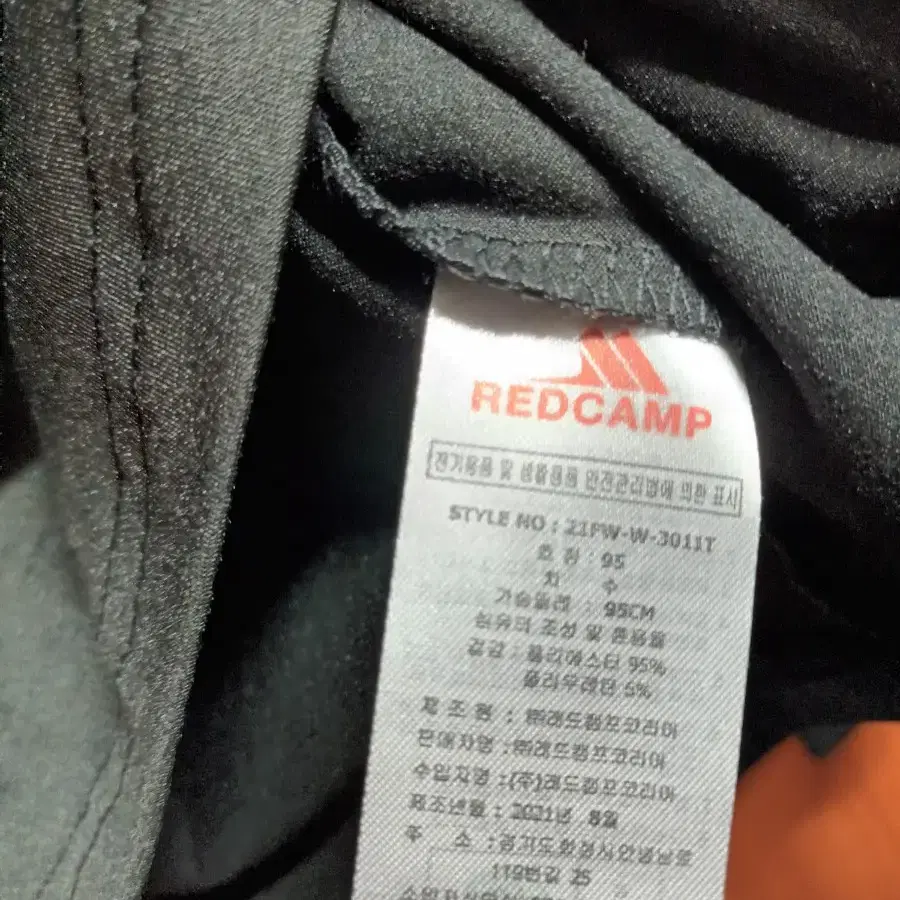 REDCAMP
전기용품 및 생활용품 안전관리법에 의한 표시
STYLE NO : 21FW-W-3011T
호 칭 : 95
치 수
가슴둘레 : 95CM
섬유의 조성 및 혼용율
겉감 : 폴리에스터 95%
폴리우레탄 5%
제 조 원 : ㈜레드캠프코리아
판매자명 : ㈜레드캠프코리아
수입자명 : (주)레드캠프코리아
제조년월 : 2021년 8월
주 소 : 경기도화성시안녕남로
119번길 25